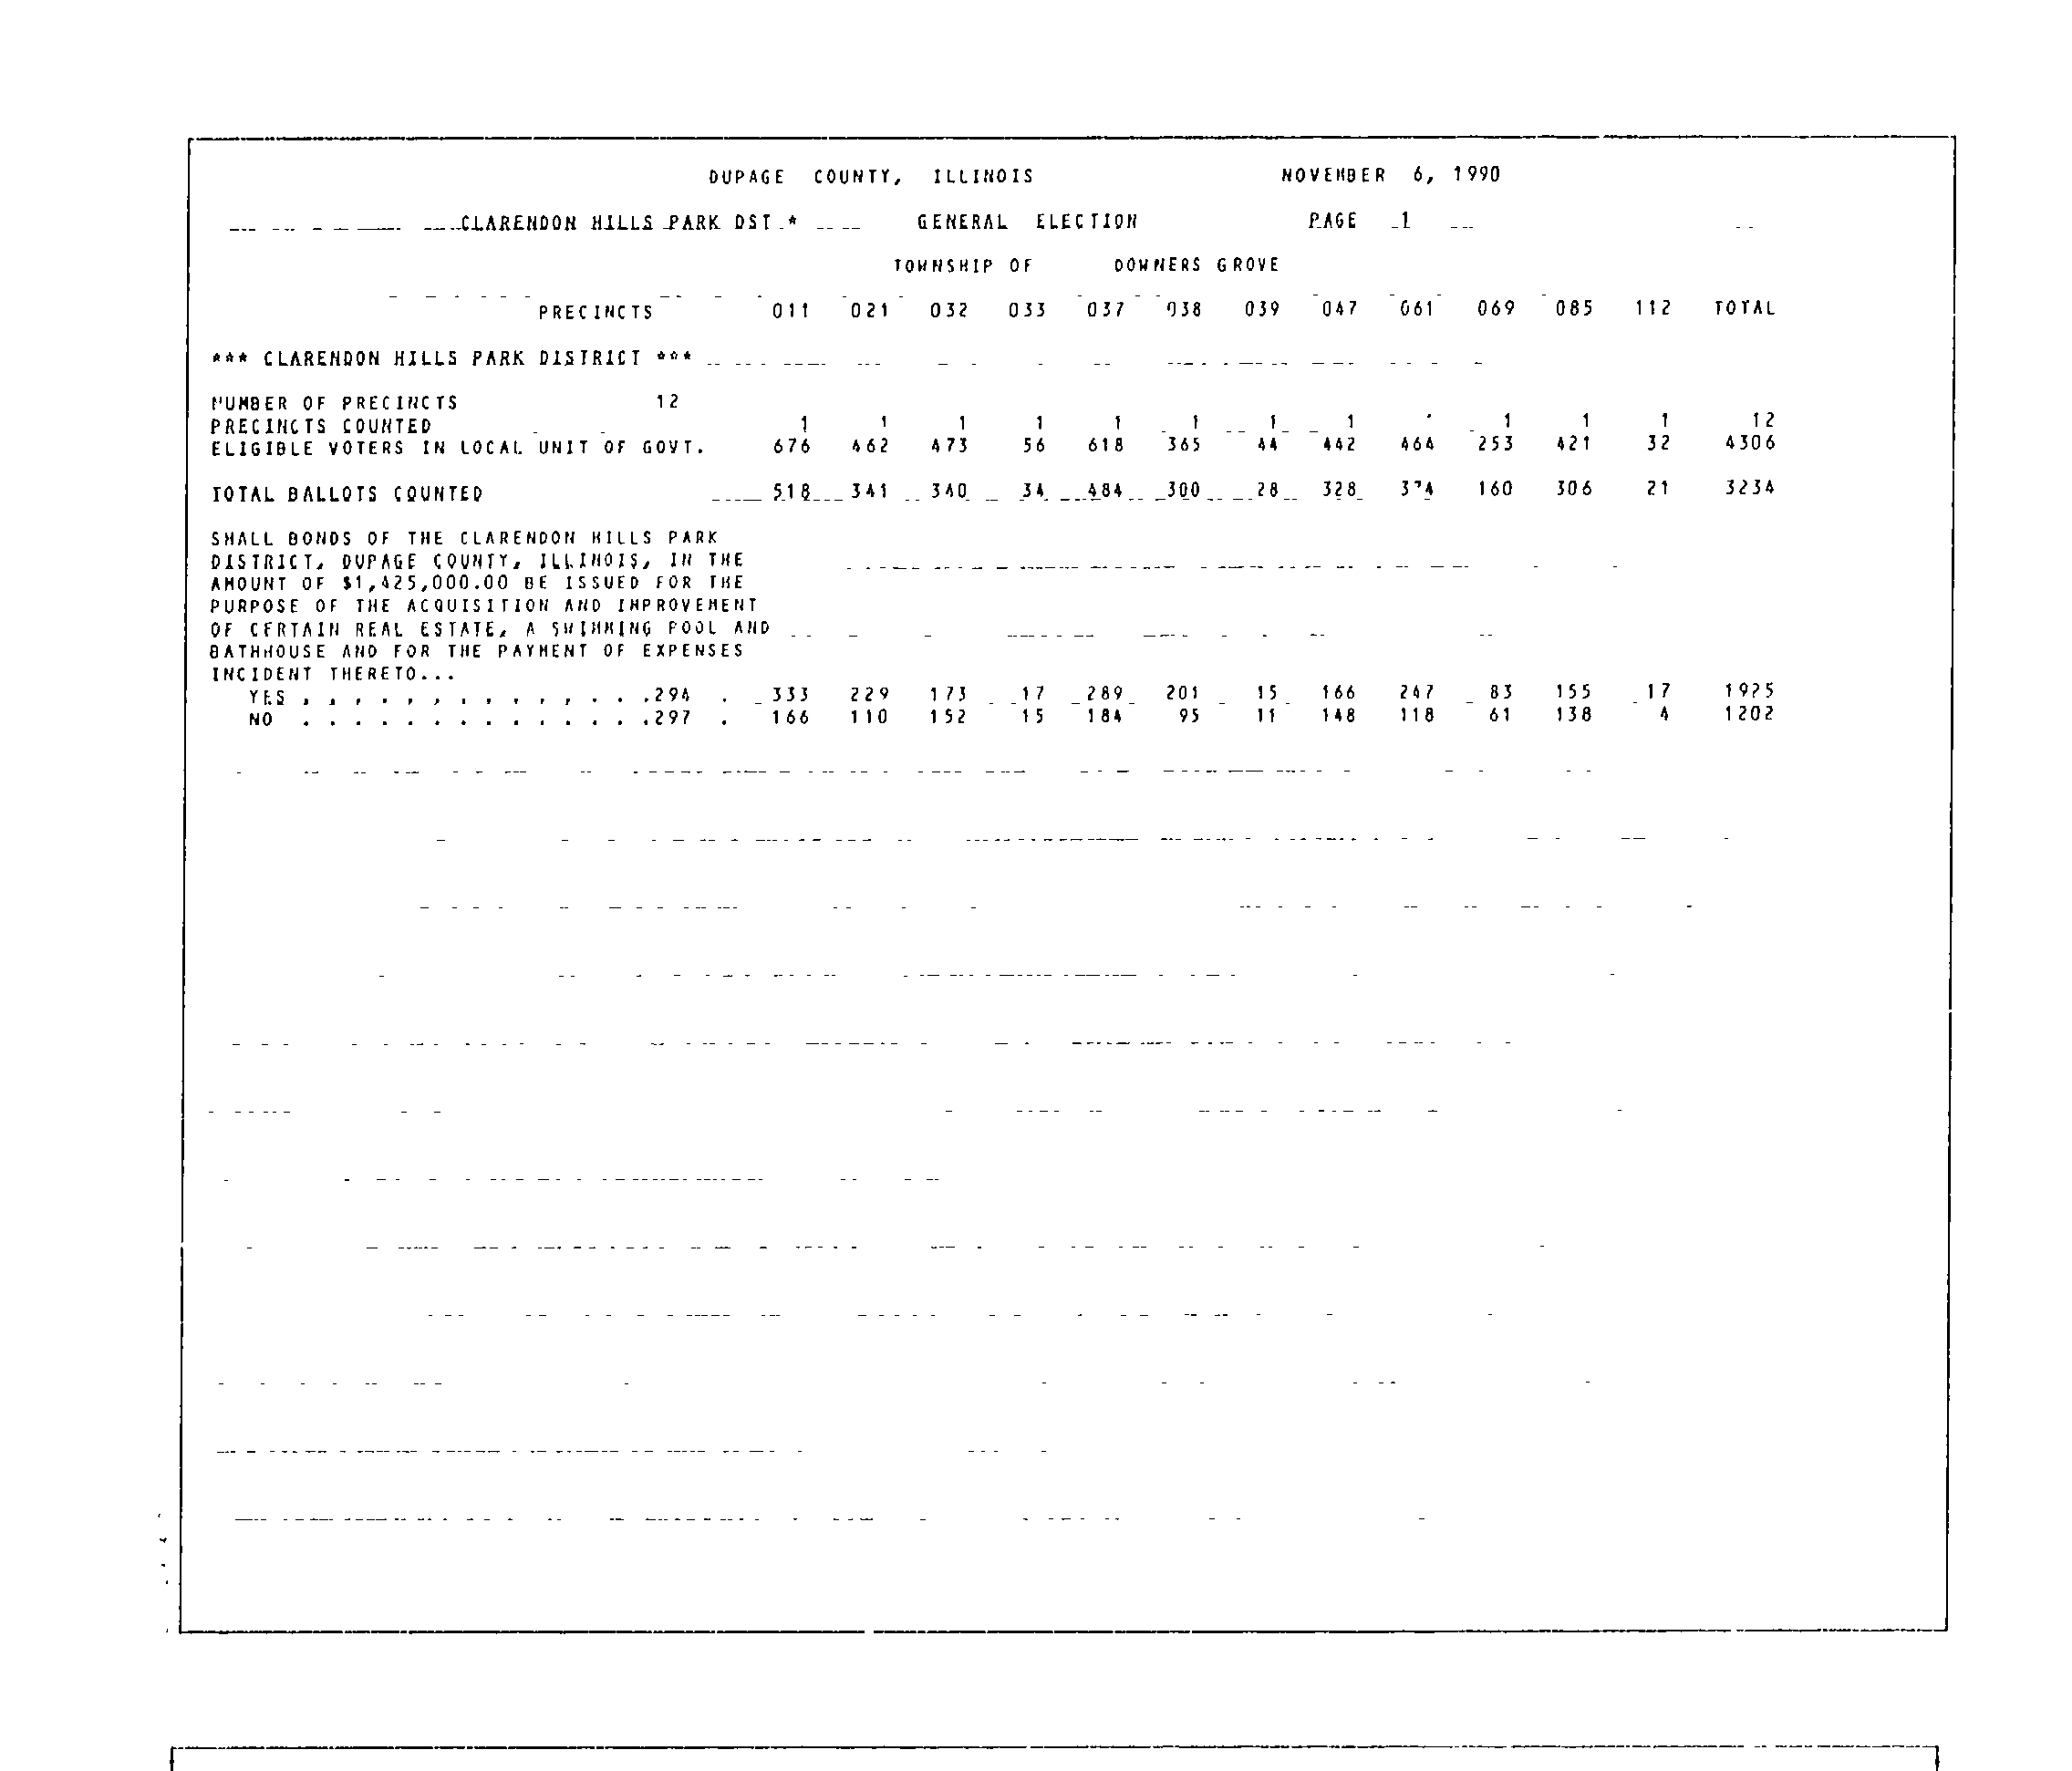 DUPAGE COUNTY, ILLINOIS NOVEMBER 6, 1990
CLARENDON HILLS PARK DST * GENERAL ELECTION PAGE 1
TOWNSHIP OF DOWNERS GROVE
PRECINCTS 011 021 032 033 037 038 039 047 061 069 085 112 TOTAL
*** CLARENDON HILLS PARK DISTRICT ***
NUMBER OF PRECINCTS 12
PRECINCTS COUNTED 1 1 1 1 1 1 1 1 1 1 1 12
ELIGIBLE VOTERS IN LOCAL UNIT OF GOVT. 676 462 473 56 618 365 44 442 464 253 421 32 4306
TOTAL BALLOTS COUNTED 518 341 340 34 484 300 28 328 374 160 306 21 3234
SHALL BONDS OF THE CLARENDON HILLS PARK
DISTRICT, DUPAGE COUNTY, ILLINOIS, IN THE
AMOUNT OF $1,425,000.00 BE ISSUED FOR THE
PURPOSE OF THE ACQUISITION AND IMPROVEMENT
OF CERTAIN REAL ESTATE, A SWIMMING POOL AND
BATHHOUSE AND FOR THE PAYMENT OF EXPENSES
INCIDENT THERETO...
YES . . . . . . . . . . . . . .294 . 333 229 173 17 289 201 15 166 247 83 155 17 1925
NO . . . . . . . . . . . . . .297 . 166 110 152 15 184 95 11 148 118 61 138 4 1202